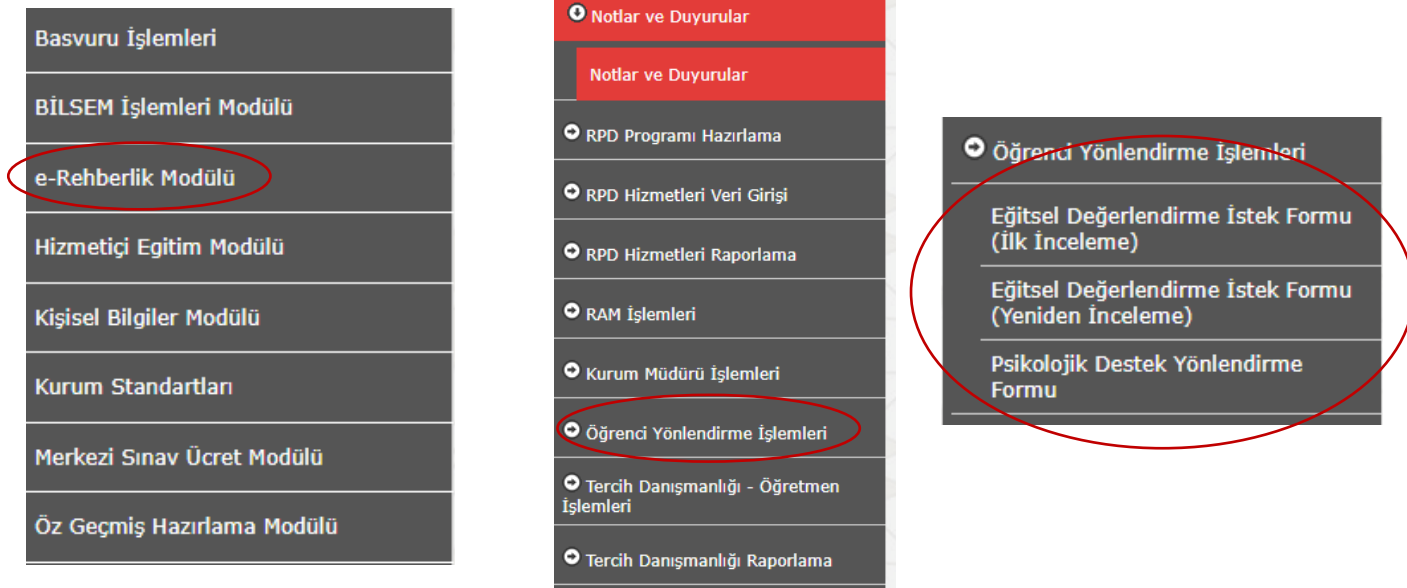 Basvuru İşlemleri
BİLSEM İşlemleri Modülü
e-Rehberlik Modülü
Hizmetiçi Egitim Modülü
Kişisel Bilgiler Modülü
Kurum Standartları
Merkezi Sınav Ücret Modülü
Öz Geçmiş Hazırlama Modülü
Notlar ve Duyurular
Notlar ve Duyurular
RPD Programı Hazırlama
RPD Hizmetleri Veri Girişi
RPD Hizmetleri Raporlama
RAM İşlemleri
Kurum Müdürü İşlemleri
Öğrenci Yönlendirme İşlemleri
Tercih Danışmanlığı - Öğretmen
İşlemleri
Tercih Danışmanlığı Raporlama
Öğrenci Yönlendirme İşlemleri
Eğitsel Değerlendirme İstek Formu
(İlk İnceleme)
Eğitsel Değerlendirme İstek Formu
(Yeniden İnceleme)
Psikolojik Destek Yönlendirme
Formu